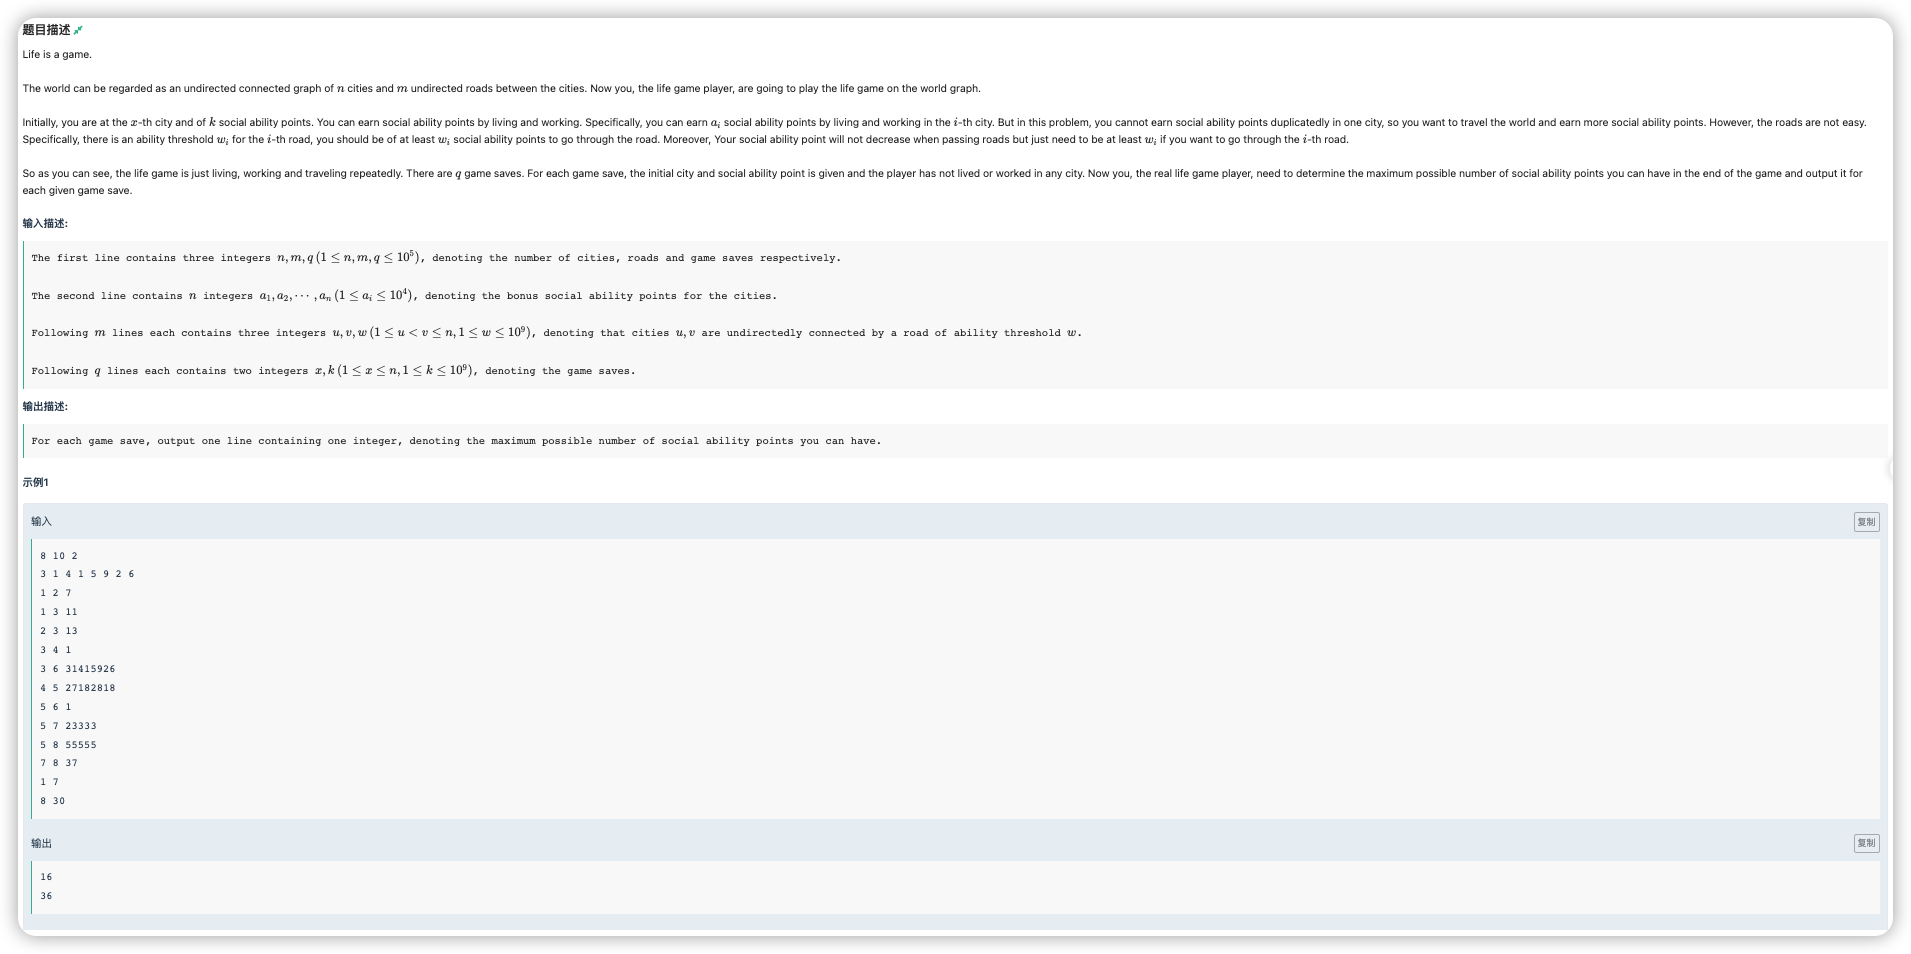 题目描述
Life is a game.
The world can be regarded as an undirected connected graph of n cities and m undirected roads between the cities. Now you, the life game player, are going to play the life game on the world graph.
Initially, you are at the x-th city and of k social ability points. You can earn social ability points by living and working. Specifically, you can earn a_i social ability points by living and working in the i-th city. But in this problem, you cannot earn social ability points duplicatedly in one city, so you want to travel the world and earn more social ability points. However, the roads are not easy.
Specifically, there is an ability threshold w_i for the i-th road, you should be of at least w_i social ability points to go through the road. Moreover, Your social ability point will not decrease when passing roads but just need to be at least w_i if you want to go through the i-th road.
So as you can see, the life game is just living, working and traveling repeatedly. There are q game saves. For each game save, the initial city and social ability point is given and the player has not lived or worked in any city. Now you, the real life game player, need to determine the maximum possible number of social ability points you can have in the end of the game and output it for
each given game save.
输入描述:
The first line contains three integers n, m, q (1 ≤ n, m, q ≤ 10^5), denoting the number of cities, roads and game saves respectively.
The second line contains n integers a_1, a_2, ⋯ , a_n (1 ≤ a_i ≤ 10^4), denoting the bonus social ability points for the cities.
Following m lines each contains three integers u, v, w (1 ≤ u < v ≤ n, 1 ≤ w ≤ 10^9), denoting that cities u, v are undirectedly connected by a road of ability threshold w.
Following q lines each contains two integers x, k (1 ≤ x ≤ n, 1 ≤ k ≤ 10^9), denoting the game saves.
输出描述:
For each game save, output one line containing one integer, denoting the maximum possible number of social ability points you can have.
示例1
输入
复制
8 10 2
3 1 4 1 5 9 2 6
1 2 7
1 3 11
2 3 13
3 4 1
3 6 31415926
4 5 27182818
5 6 1
5 7 23333
5 8 55555
7 8 37
1 7
8 30
输出
复制
16
36